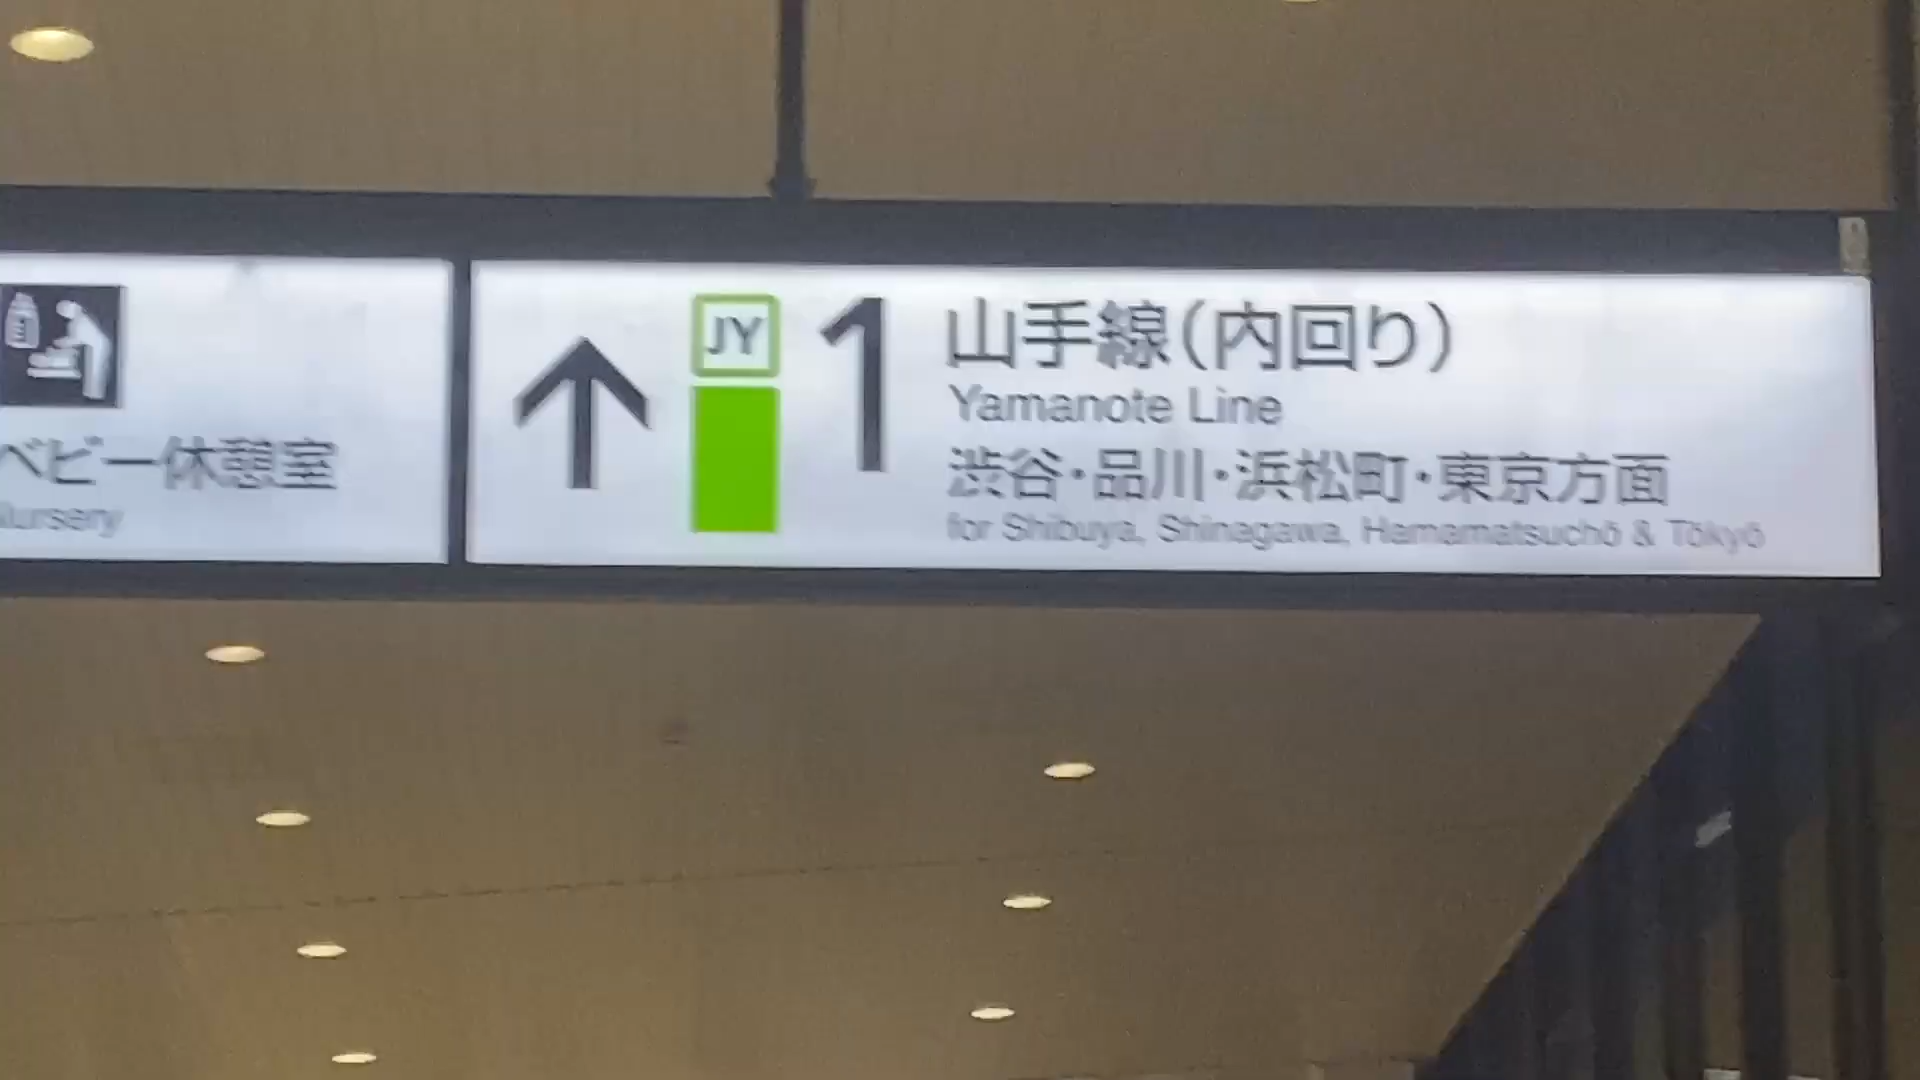 ベビー休憩室
Nursery
JY
1
山手線(内回り)
Yamanote Line
渋谷・品川・浜松町・東京方面
for Shibuya, Shinagawa, Hamamatsuchō & Tōkyō